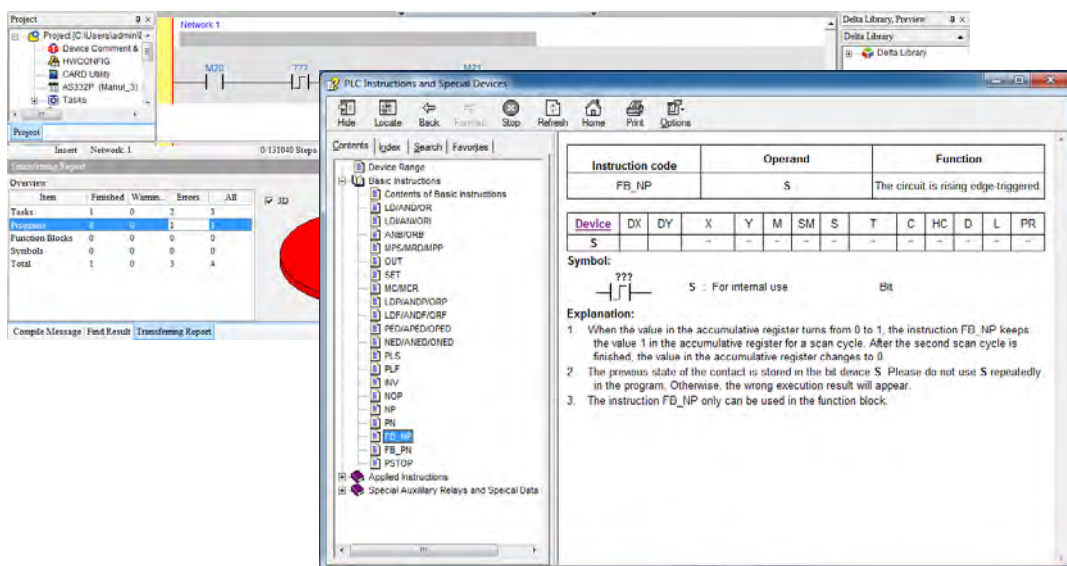 Project
Project [C:\Users\admin\
Device Comment &
HWCONFIG
CARD Utility
AS332P (Manul_3)
Tasks
Project
Network 1
M20 ??? M21
Delta Library, Preview
Delta Library
Delta Library
Insert Network: 1 0/131040 Steps
Transferring Report
Overview
Item Finished Warnin... Errors All
Tasks 1 0 2 3
Programs 0 0 1 1
Function Blocks 0 0 0 0
Symbols 0 0 0 0
Total 1 0 3 4
3D
Compile Message Find Result Transferring Report
PLC Instructions and Special Devices
Hide Locate Back Forward Stop Refresh Home Print Options
Contents Index Search Favorites
Device Range
Basic Instructions
Contents of Basic Instructions
LD/AND/OR
LDI/ANI/ORI
ANB/ORB
MPS/MRD/MPP
OUT
SET
MC/MCR
LDP/ANDP/ORP
LDF/ANDF/ORF
PED/APED/OPED
NED/ANED/ONED
PLS
PLF
INV
NOP
NP
PN
FB_NP
FB_PN
PSTOP
Applied Instructions
Special Auxiliary Relays and Speical Data
Instruction code Operand Function
FB_NP S The circuit is rising edge-triggered.
Device DX DY X Y M SM S T C HC D L PR
S
Symbol:
???
S : For internal use Bit
Explanation:
1. When the value in the accumulative register turns from 0 to 1, the instruction FB_NP keeps
the value 1 in the accumulative register for a scan cycle. After the second scan cycle is
finished, the value in the accumulative register changes to 0.
2. The previous state of the contact is stored in the bit device S. Please do not use S repeatedly
in the program. Otherwise, the wrong execution result will appear.
3. The instruction FB_NP only can be used in the function block.